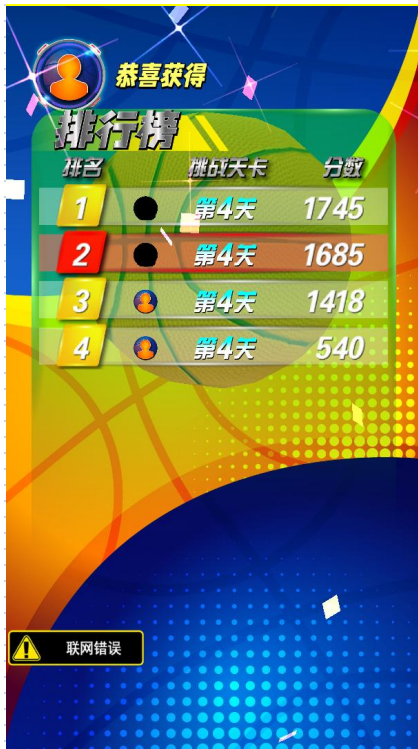 恭喜获得
排行榜
排名 挑战天卡 分数
1 第4天 1745
2 第4天 1685
3 第4天 1418
4 第4天 540
联网错误